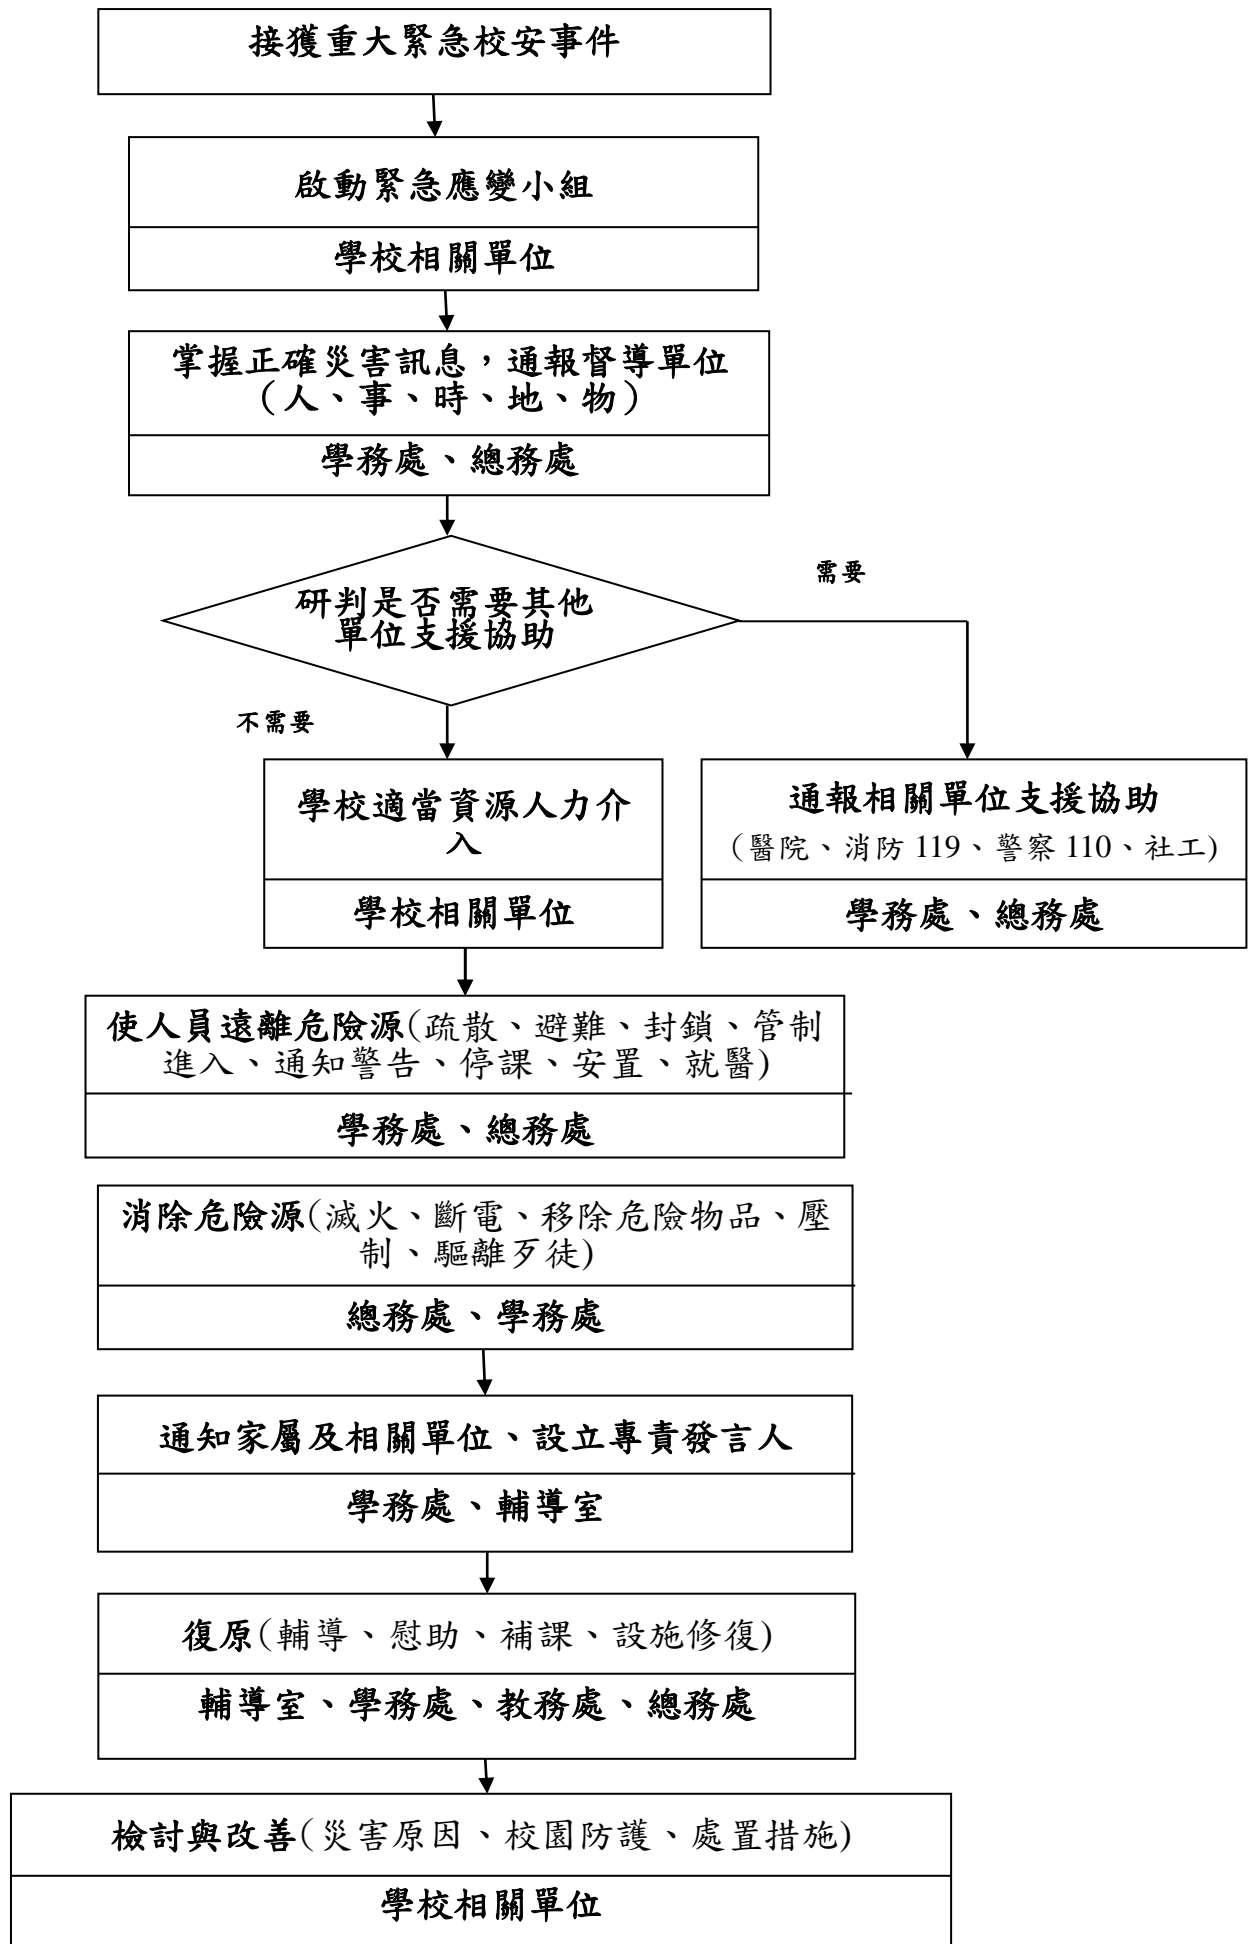 接獲重大緊急校安事件
啟動緊急應變小組
學校相關單位
掌握正確災害訊息，通報督導單位
（人、事、時、地、物）
學務處、總務處
研判是否需要其他
單位支援協助
需要
不需要
學校適當資源人力介
入
學校相關單位
通報相關單位支援協助
（醫院、消防 119、警察 110、社工)
學務處、總務處
使人員遠離危險源(疏散、避難、封鎖、管制
進入、通知警告、停課、安置、就醫)
學務處、總務處
消除危險源(滅火、斷電、移除危險物品、壓
制、驅離歹徒)
總務處、學務處
通知家屬及相關單位、設立專責發言人
學務處、輔導室
復原(輔導、慰助、補課、設施修復)
輔導室、學務處、教務處、總務處
檢討與改善(災害原因、校園防護、處置措施)
學校相關單位